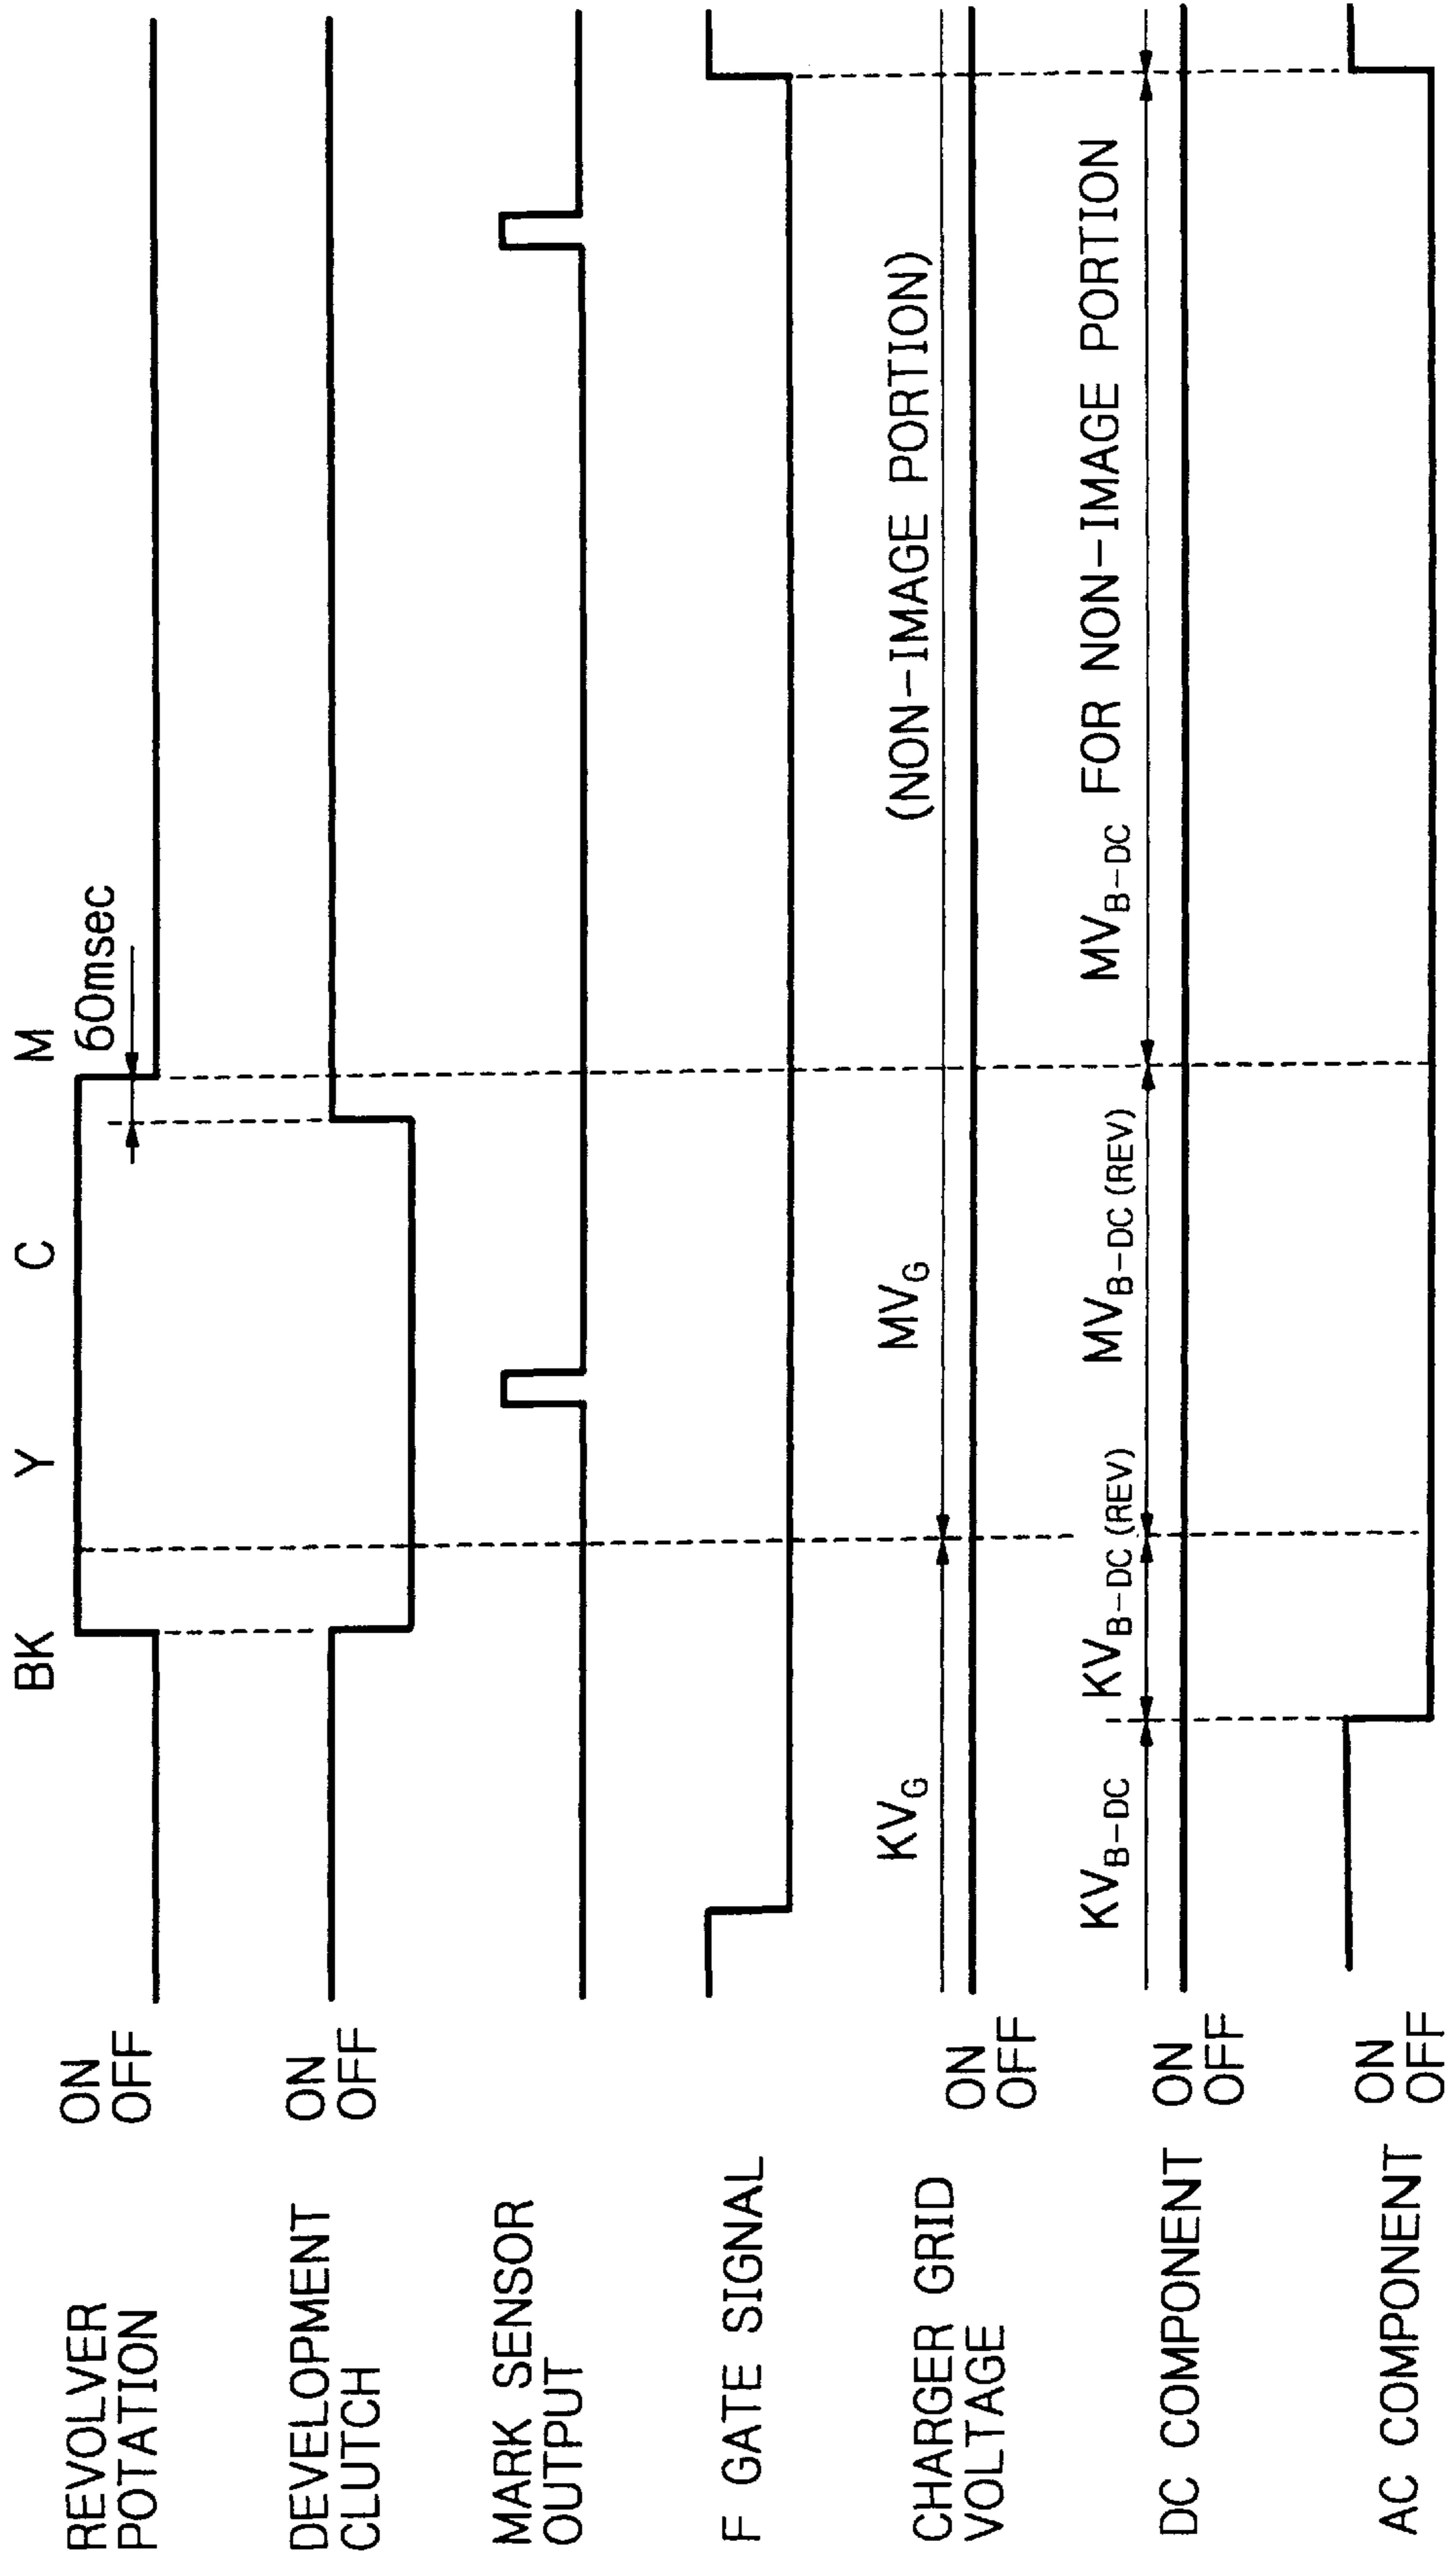 BK Y C M
REVOLVER
POTATION
ON
OFF
60msec
DEVELOPMENT
CLUTCH
ON
OFF
MARK SENSOR
OUTPUT
F GATE SIGNAL
CHARGER GRID
VOLTAGE
ON
OFF
KVG
MVG
(NON-IMAGE PORTION)
DC COMPONENT
ON
OFF
KVB-DC
KVB-DC (REV)
MVB-DC (REV)
MVB-DC FOR NON-IMAGE PORTION
AC COMPONENT
ON
OFF